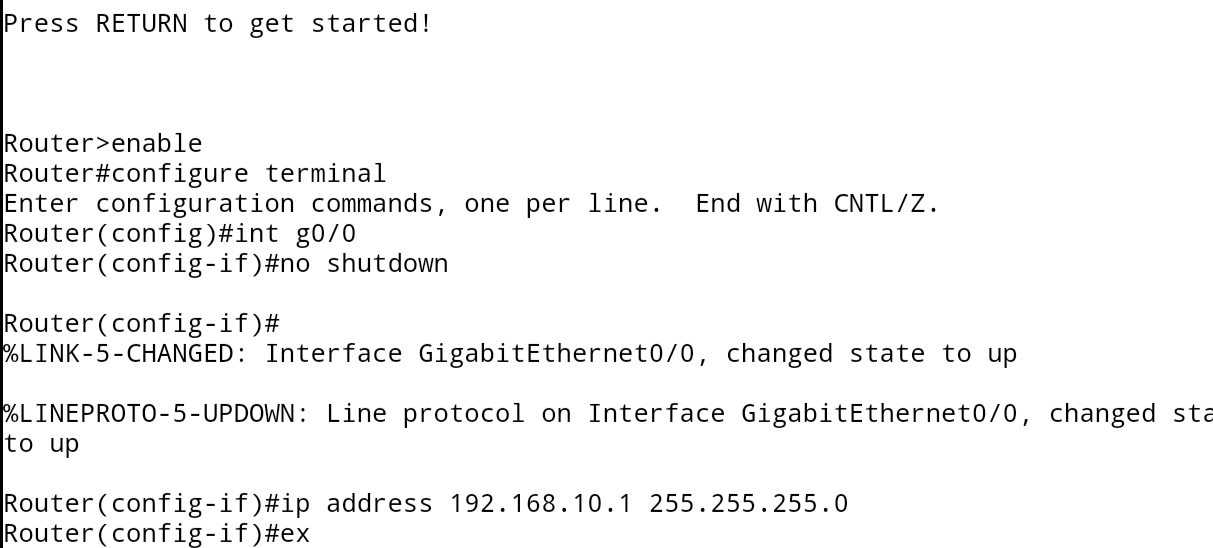 Press RETURN to get started!
Router>enable
Router#configure terminal
Enter configuration commands, one per line.  End with CNTL/Z.
Router(config)#int g0/0
Router(config-if)#no shutdown
Router(config-if)#
%LINK-5-CHANGED: Interface GigabitEthernet0/0, changed state to up
%LINEPROTO-5-UPDOWN: Line protocol on Interface GigabitEthernet0/0, changed sta
to up
Router(config-if)#ip address 192.168.10.1 255.255.255.0
Router(config-if)#ex